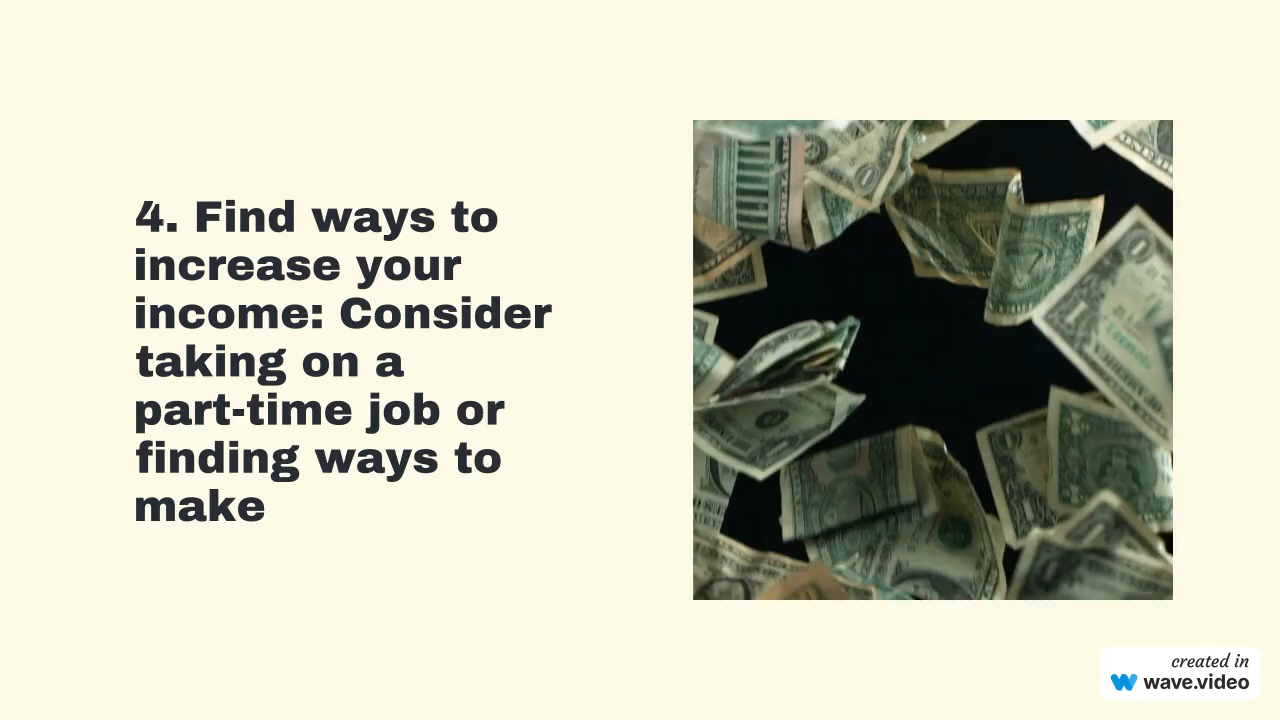 4. Find ways to
increase your
income: Consider
taking on a
part-time job or
finding ways to
make
created in
wave.video